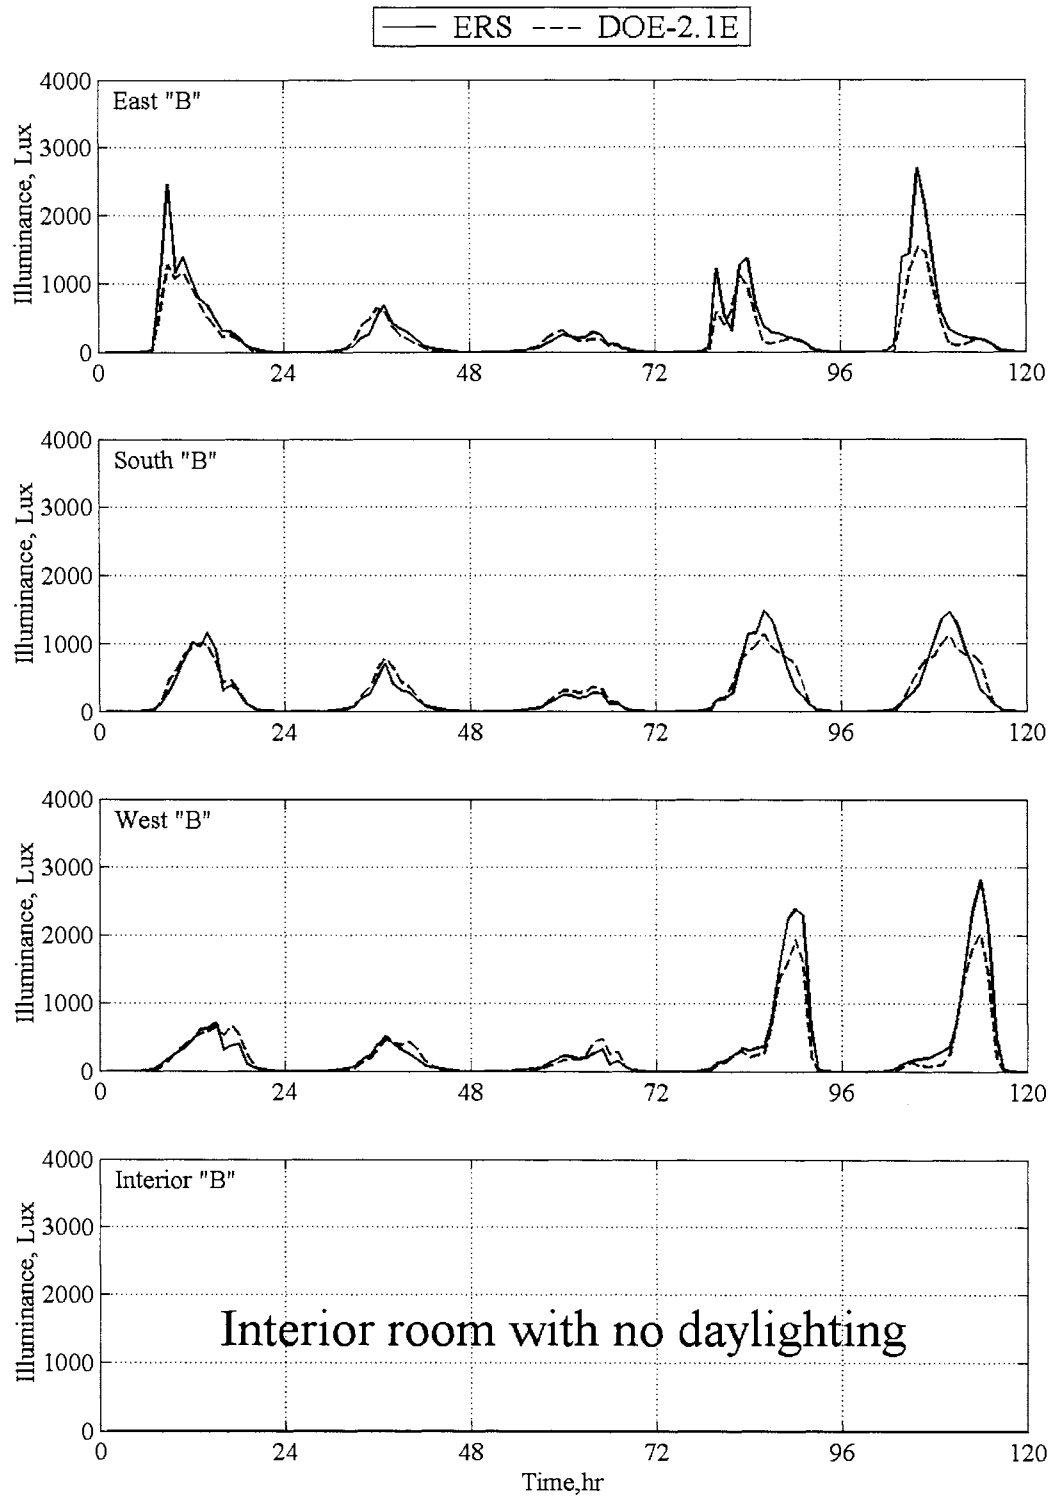 ERS DOE-2.1E
East "B"
Illuminance, Lux
4000
3000
2000
1000
0
0 24 48 72 96 120
South "B"
Illuminance, Lux
4000
3000
2000
1000
0
0 24 48 72 96 120
West "B"
Illuminance, Lux
4000
3000
2000
1000
0
0 24 48 72 96 120
Interior "B"
Illuminance, Lux
4000
3000
2000
1000
0
Interior room with no daylighting
0 24 48 72 96 120
Time,hr